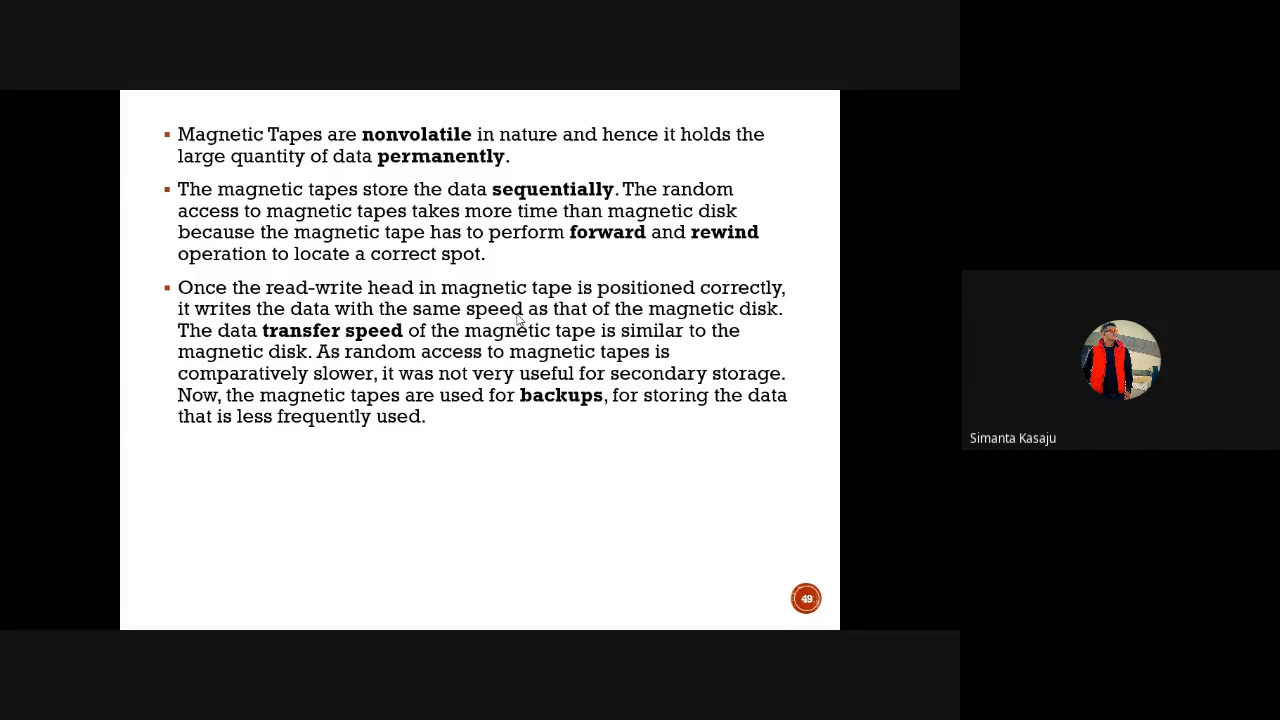 Magnetic Tapes are nonvolatile in nature and hence it holds the
large quantity of data permanently.
The magnetic tapes store the data sequentially. The random
access to magnetic tapes takes more time than magnetic disk
because the magnetic tape has to perform forward and rewind
operation to locate a correct spot.
Once the read-write head in magnetic tape is positioned correctly,
it writes the data with the same speed as that of the magnetic disk.
The data transfer speed of the magnetic tape is similar to the
magnetic disk. As random access to magnetic tapes is
comparatively slower, it was not very useful for secondary storage.
Now, the magnetic tapes are used for backups, for storing the data
that is less frequently used.
49
Simanta Kasaju